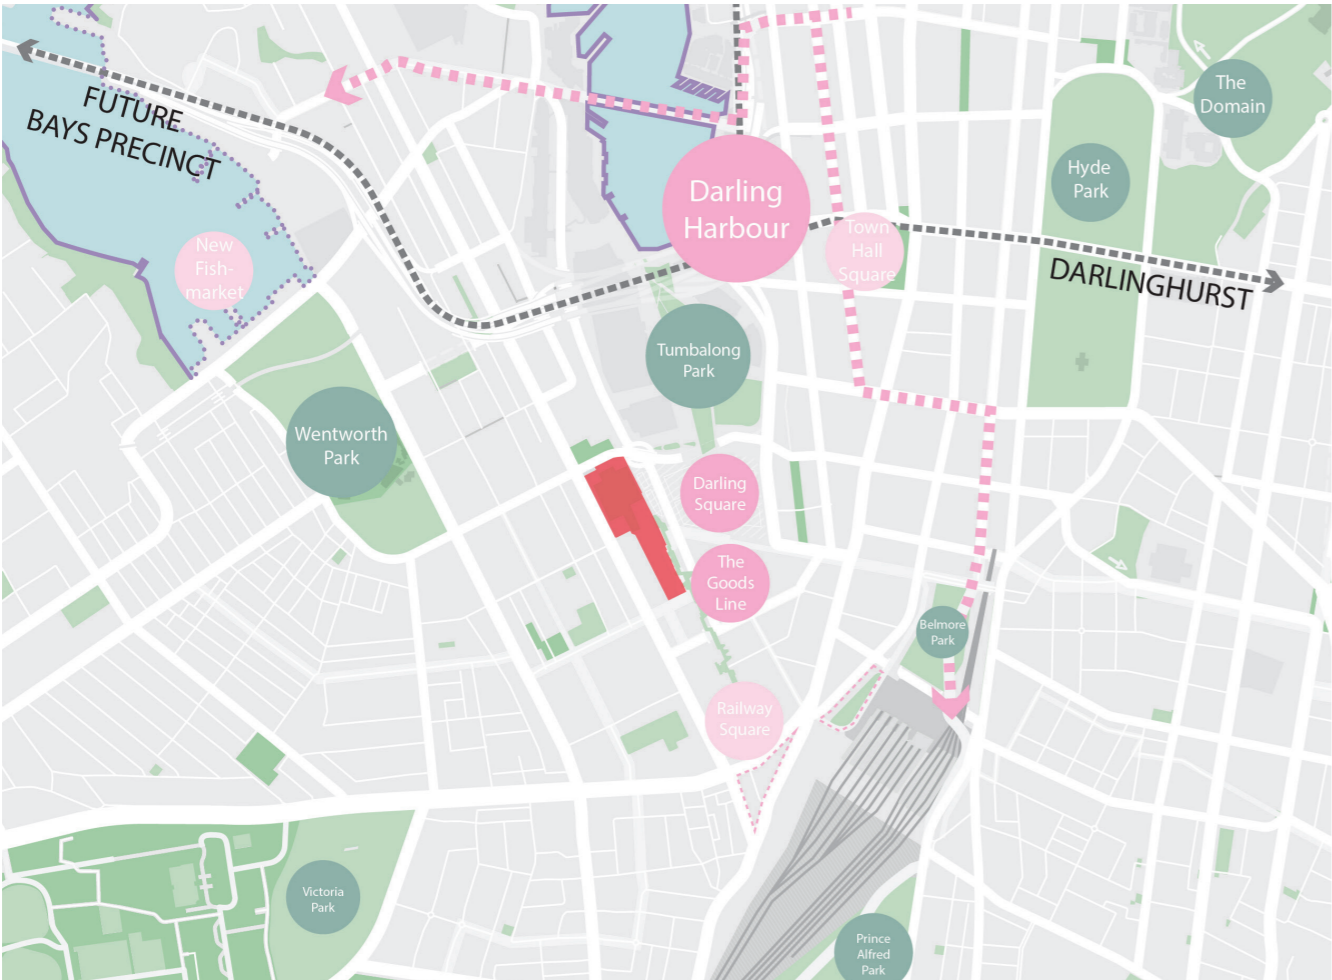 FUTURE
BAYS PRECINCT
The
Domain
Hyde
Park
Darling
Harbour
Town
Hall
Square
New
Fish-
market
DARLINGHURST
Tumbalong
Park
Wentworth
Park
Darling
Square
The
Goods
Line
Belmore
Park
Railway
Square
Victoria
Park
Prince
Alfred
Park